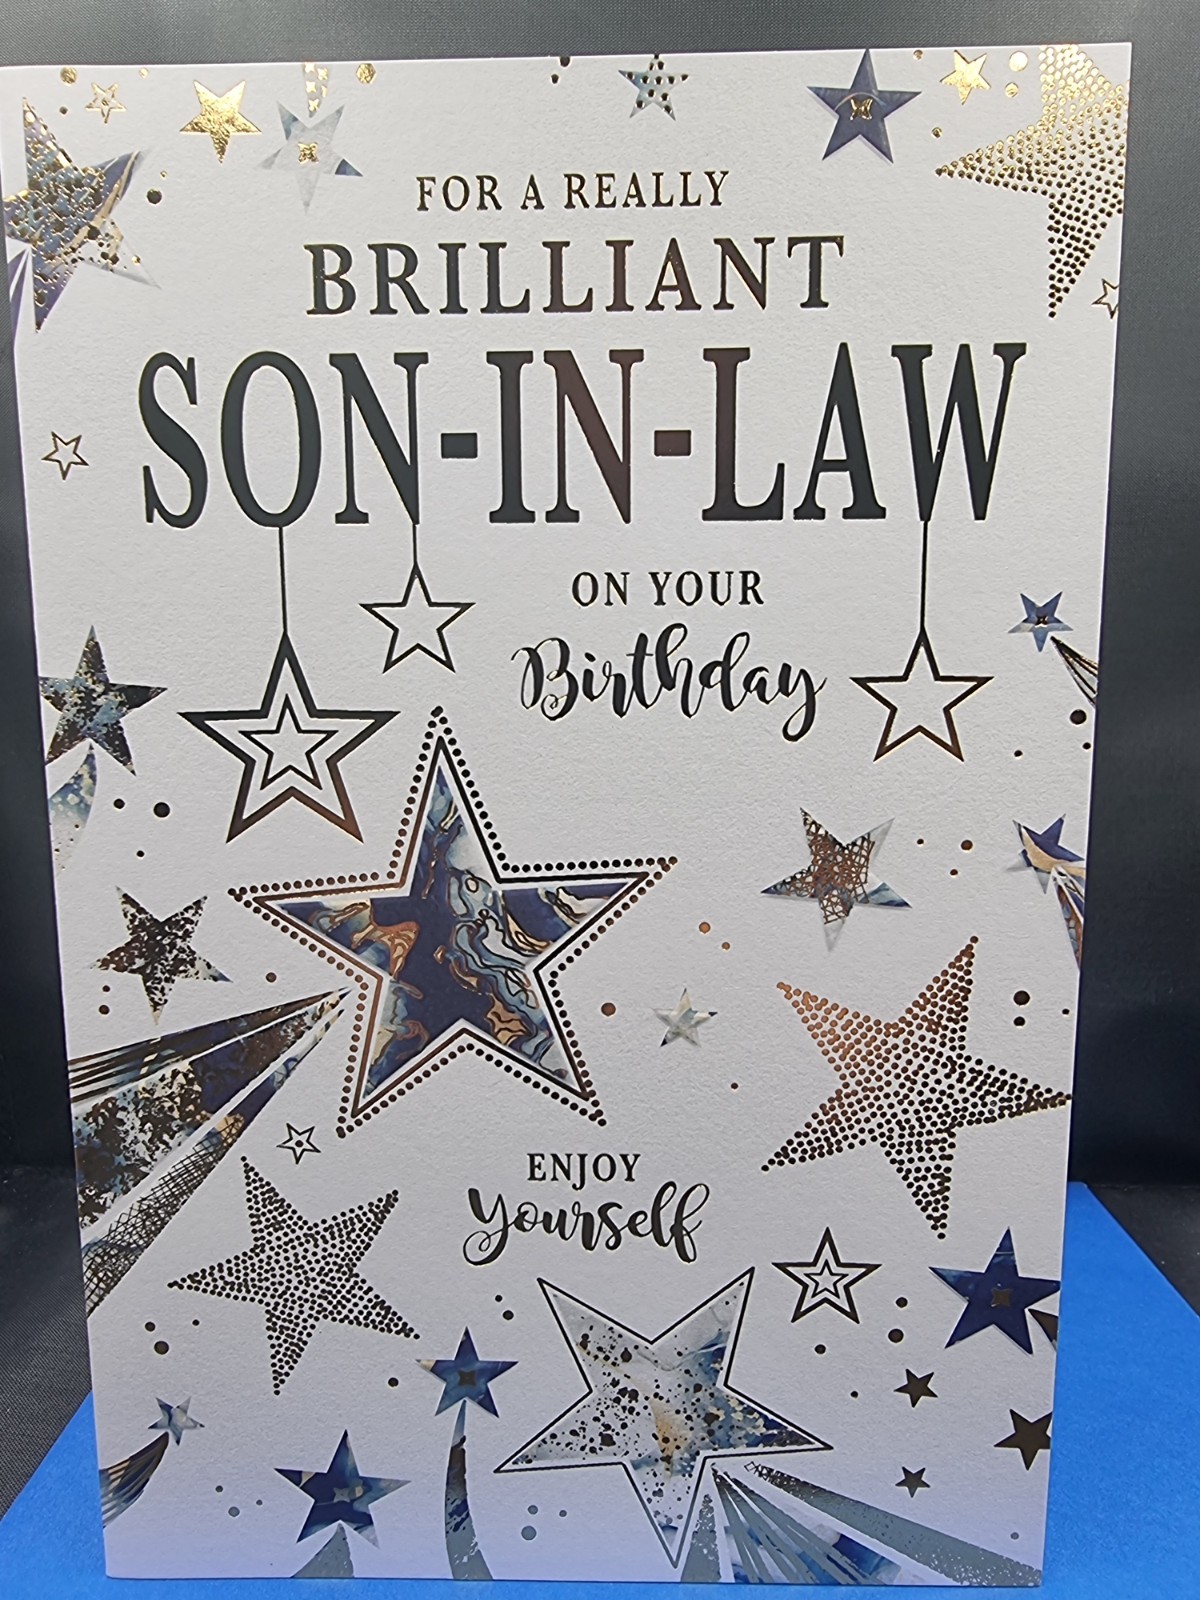 FOR A REALLY
BRILLIANT
SON-IN-LAW
ON YOUR
Birthday
ENJOY
yourself